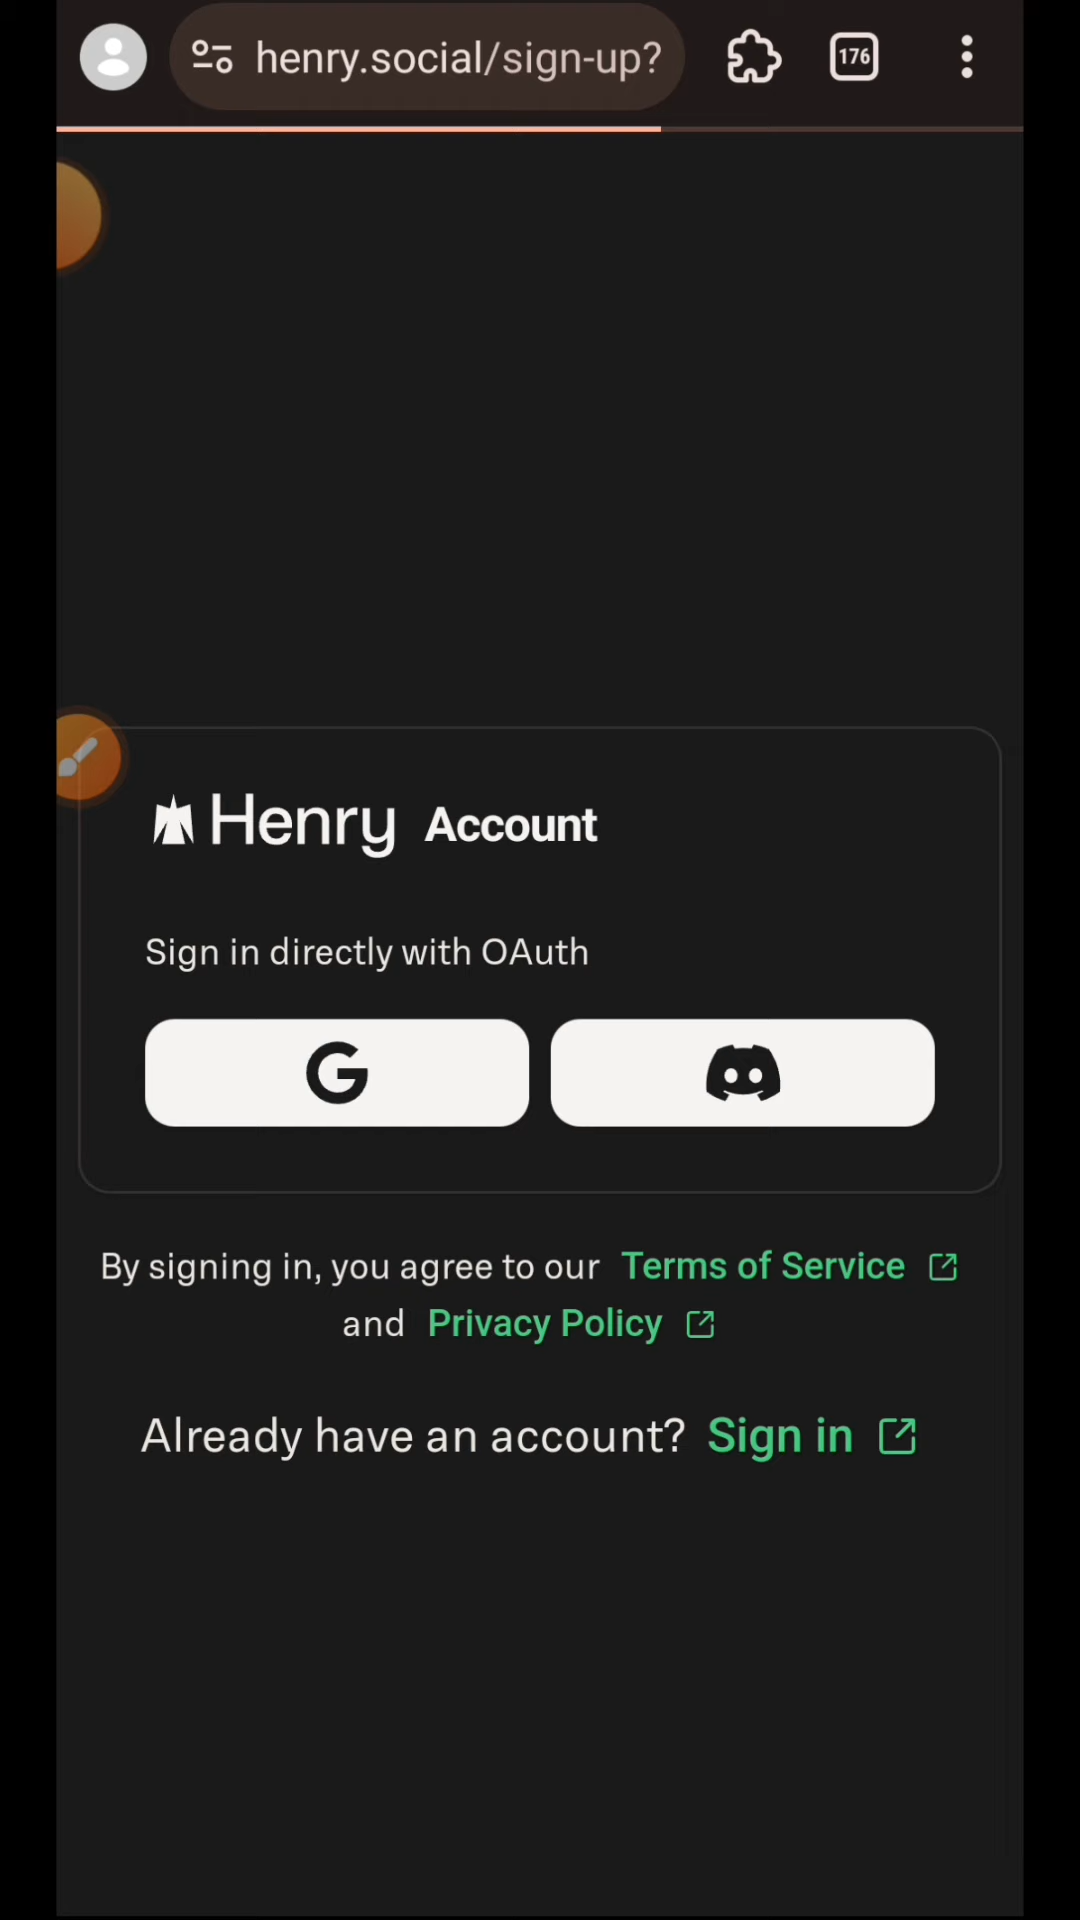 henry.social/sign-up?
176
Henry Account
Sign in directly with OAuth
By signing in, you agree to our Terms of Service
and Privacy Policy
Already have an account? Sign in